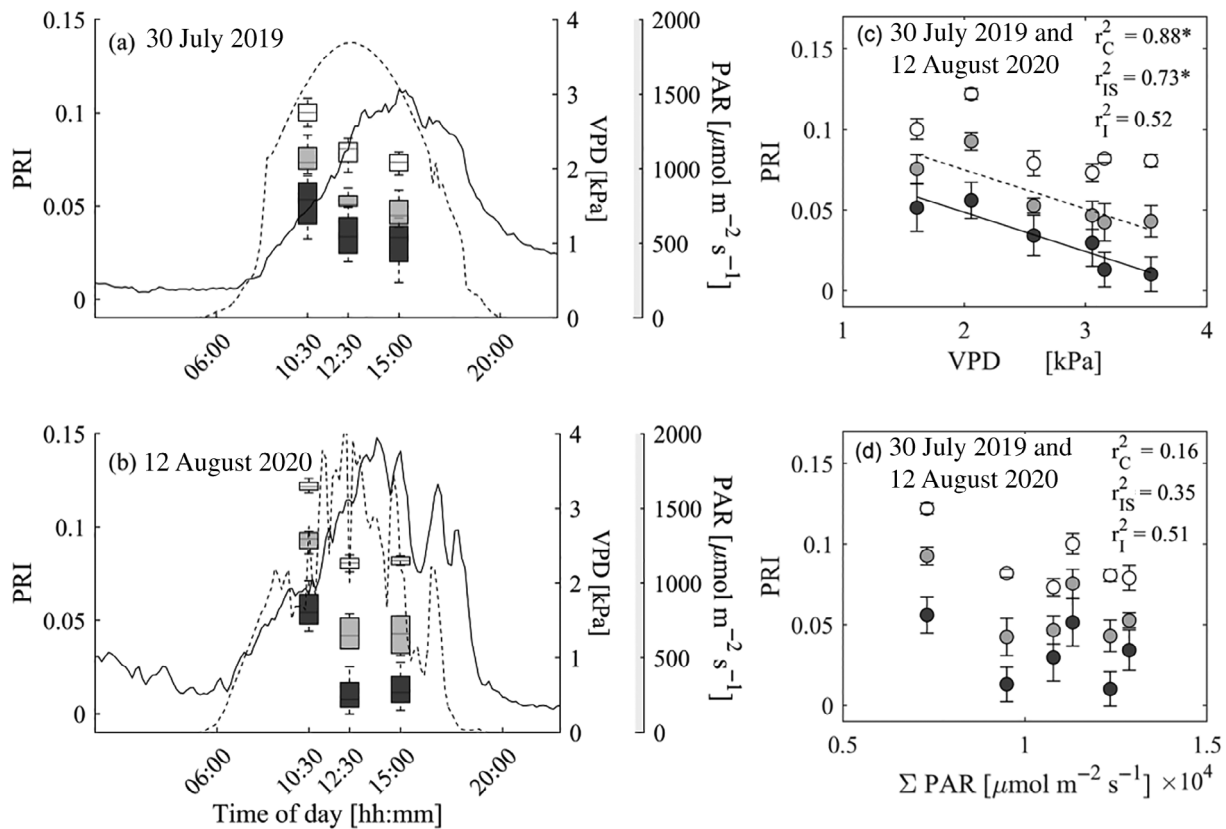 (a) 30 July 2019
0.15
0.1
0.05
0
PRI
4
3
2
1
0
VPD [kPa]
2000
1500
1000
500
0
PAR [μmol m−2 s−1]
06:00
10:30
12:30
15:00
20:00
(b) 12 August 2020
0.15
0.1
0.05
0
PRI
4
3
2
1
0
VPD [kPa]
2000
1500
1000
500
0
PAR [μmol m−2 s−1]
06:00
10:30
12:30
15:00
20:00
Time of day [hh:mm]
(c) 30 July 2019 and
12 August 2020
r2C = 0.88*
r2IS = 0.73*
r2I = 0.52
0.15
0.1
0.05
0
PRI
1
2
3
4
VPD [kPa]
(d) 30 July 2019 and
12 August 2020
r2C = 0.16
r2IS = 0.35
r2I = 0.51
0.15
0.1
0.05
0
PRI
0.5
1
1.5
Σ PAR [μmol m−2 s−1] ×104